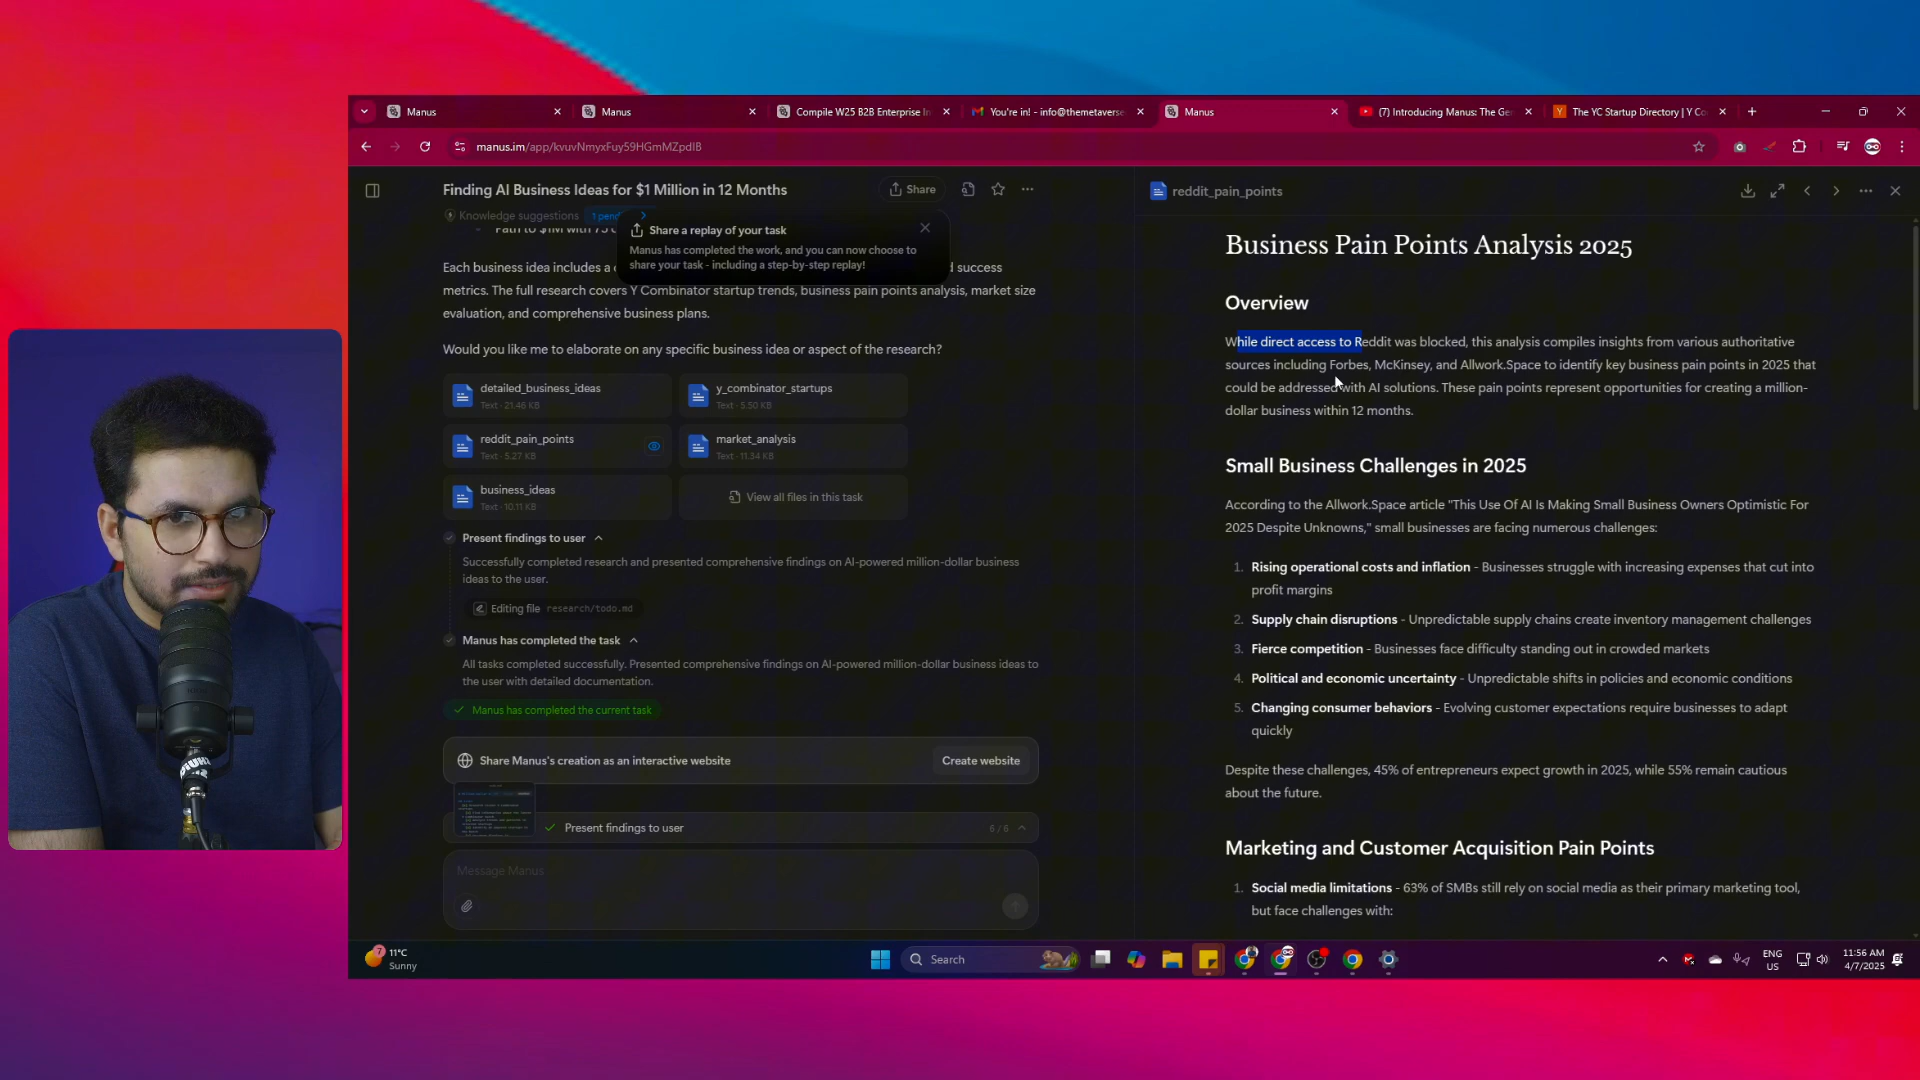 Manus
Manus
Compile W25 B2B Enterprise In
You're in! - info@themetaverse
Manus
(7) Introducing Manus: The Gen
The YC Startup Directory | Y Co
manus.im/app/kvuvNmyxFuy59HGmMZpdIB
Finding AI Business Ideas for $1 Million in 12 Months
Share
Knowledge suggestions
1 pend
Share a replay of your task
Manus has completed the work, and you can now choose to
share your task - including a step-by-step replay!
Each business idea includes a
d success
metrics. The full research covers Y Combinator startup trends, business pain points analysis, market size
evaluation, and comprehensive business plans.
Would you like me to elaborate on any specific business idea or aspect of the research?
detailed_business_ideas
Text · 21.46 KB
y_combinator_startups
Text · 5.50 KB
reddit_pain_points
Text · 5.27 KB
market_analysis
Text · 11.34 KB
business_ideas
Text · 10.11 KB
View all files in this task
Present findings to user
Successfully completed research and presented comprehensive findings on AI-powered million-dollar business
ideas to the user.
Editing file research/todo.md
Manus has completed the task
All tasks completed successfully. Presented comprehensive findings on AI-powered million-dollar business ideas to
the user with detailed documentation.
Manus has completed the current task
Share Manus's creation as an interactive website
Create website
Present findings to user
6 / 6
Message Manus
reddit_pain_points
Business Pain Points Analysis 2025
Overview
While direct access to Reddit was blocked, this analysis compiles insights from various authoritative
sources including Forbes, McKinsey, and Allwork.Space to identify key business pain points in 2025 that
could be addressed with AI solutions. These pain points represent opportunities for creating a million-
dollar business within 12 months.
Small Business Challenges in 2025
According to the Allwork.Space article "This Use Of AI Is Making Small Business Owners Optimistic For
2025 Despite Unknowns," small businesses are facing numerous challenges:
1. Rising operational costs and inflation - Businesses struggle with increasing expenses that cut into
profit margins
2. Supply chain disruptions - Unpredictable supply chains create inventory management challenges
3. Fierce competition - Businesses face difficulty standing out in crowded markets
4. Political and economic uncertainty - Unpredictable shifts in policies and economic conditions
5. Changing consumer behaviors - Evolving customer expectations require businesses to adapt
quickly
Despite these challenges, 45% of entrepreneurs expect growth in 2025, while 55% remain cautious
about the future.
Marketing and Customer Acquisition Pain Points
1. Social media limitations - 63% of SMBs still rely on social media as their primary marketing tool,
but face challenges with:
7
11°C
Sunny
Search
ENG
US
11:56 AM
4/7/2025